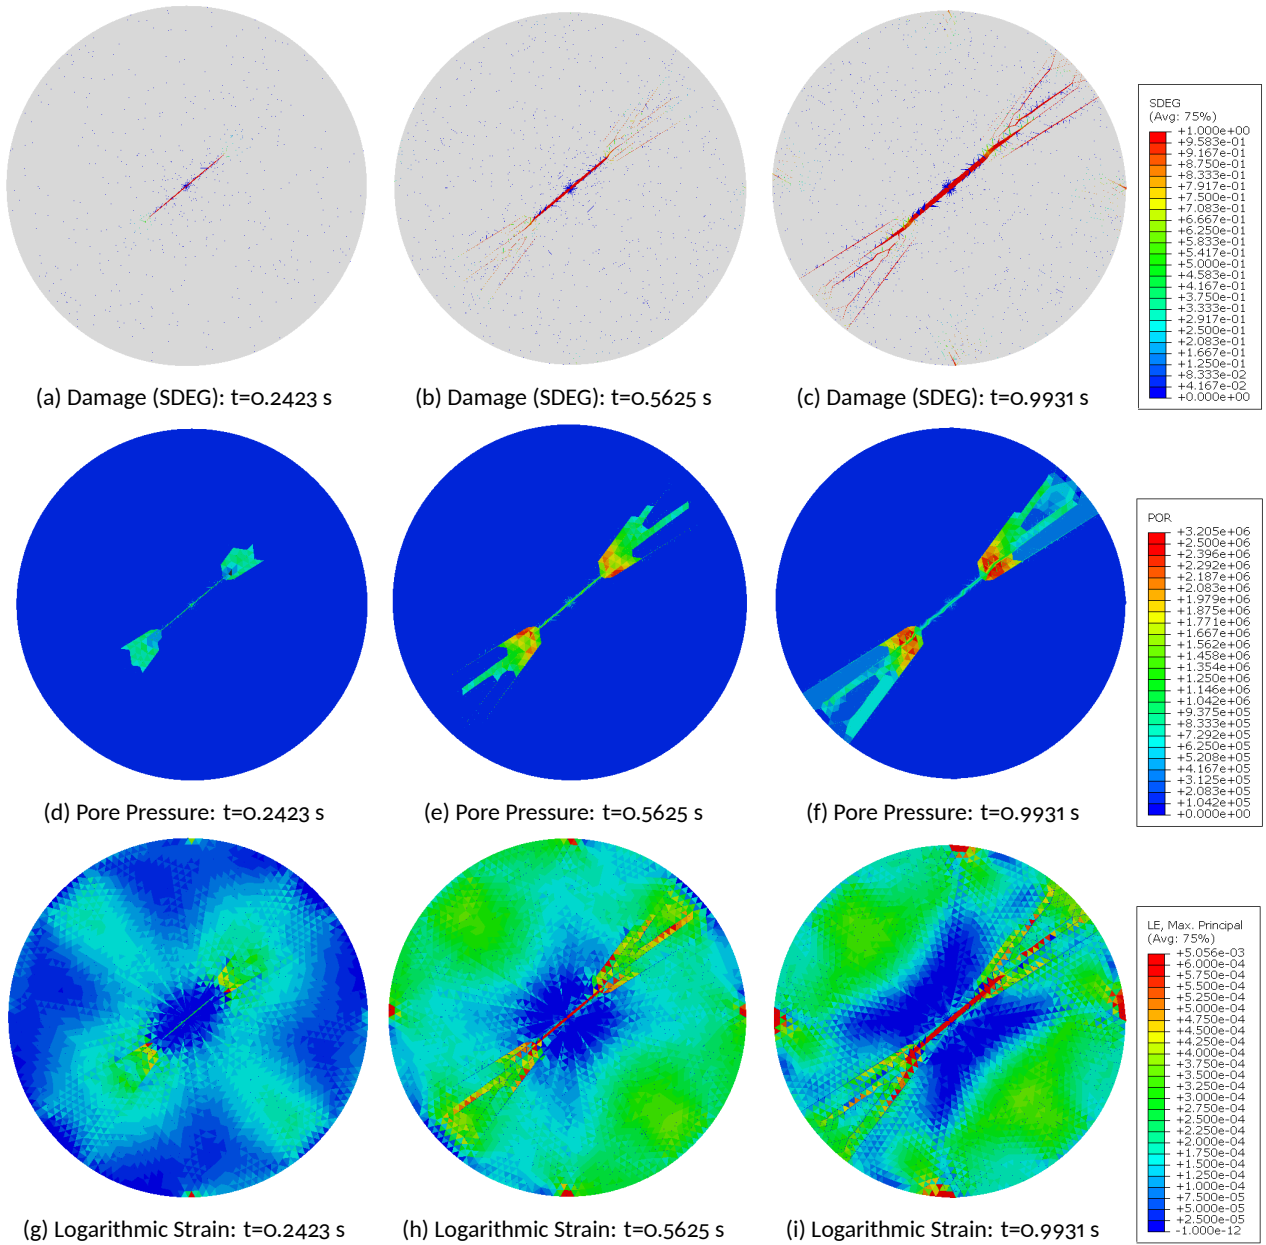 SDEG
(Avg: 75%)
+1.000e+00
+9.583e-01
+9.167e-01
+8.750e-01
+8.333e-01
+7.917e-01
+7.500e-01
+7.083e-01
+6.667e-01
+6.250e-01
+5.833e-01
+5.417e-01
+5.000e-01
+4.583e-01
+4.167e-01
+3.750e-01
+3.333e-01
+2.917e-01
+2.500e-01
+2.083e-01
+1.667e-01
+1.250e-01
+8.333e-02
+4.167e-02
+0.000e+00
(a) Damage (SDEG): t=0.2423 s
(b) Damage (SDEG): t=0.5625 s
(c) Damage (SDEG): t=0.9931 s
POR
+3.205e+06
+2.500e+06
+2.396e+06
+2.292e+06
+2.187e+06
+2.083e+06
+1.979e+06
+1.875e+06
+1.771e+06
+1.667e+06
+1.562e+06
+1.458e+06
+1.354e+06
+1.250e+06
+1.146e+06
+1.042e+06
+9.375e+05
+8.333e+05
+7.292e+05
+6.250e+05
+5.208e+05
+4.167e+05
+3.125e+05
+2.083e+05
+1.042e+05
+0.000e+00
(d) Pore Pressure: t=0.2423 s
(e) Pore Pressure: t=0.5625 s
(f) Pore Pressure: t=0.9931 s
LE, Max. Principal
(Avg: 75%)
+5.056e-03
+6.000e-04
+5.750e-04
+5.500e-04
+5.250e-04
+5.000e-04
+4.750e-04
+4.500e-04
+4.250e-04
+4.000e-04
+3.750e-04
+3.500e-04
+3.250e-04
+3.000e-04
+2.750e-04
+2.500e-04
+2.250e-04
+2.000e-04
+1.750e-04
+1.500e-04
+1.250e-04
+1.000e-04
+7.500e-05
+5.000e-05
+2.500e-05
-1.000e-12
(g) Logarithmic Strain: t=0.2423 s
(h) Logarithmic Strain: t=0.5625 s
(i) Logarithmic Strain: t=0.9931 s